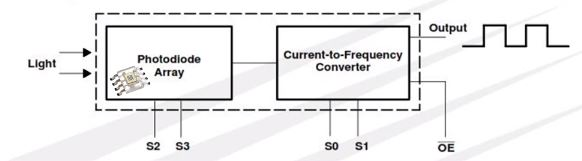 Output
Light
Photodiode
Array
Current-to-Frequency
Converter
S2 S3 S0 S1 OE